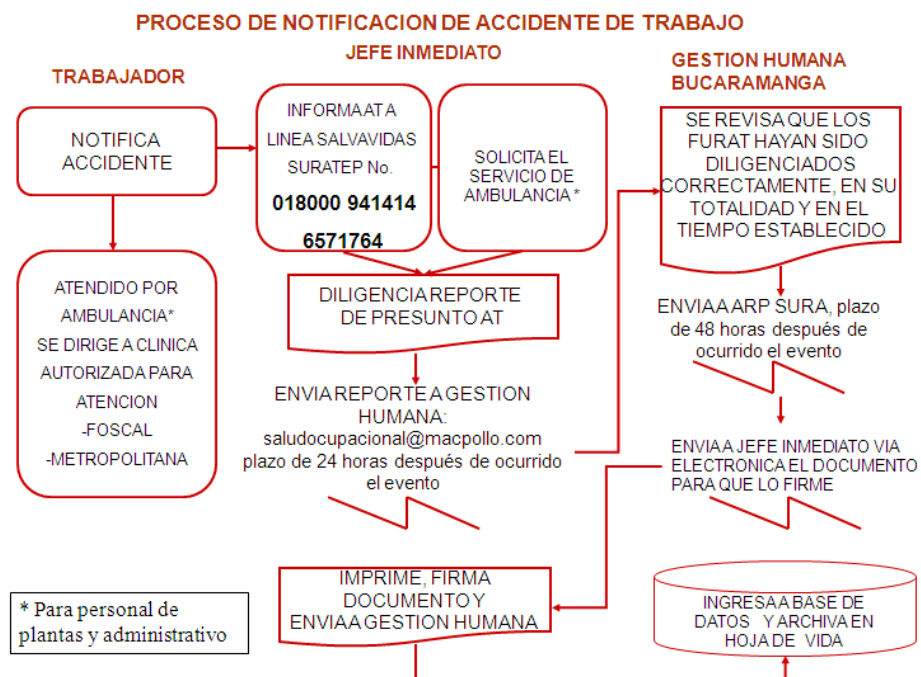 PROCESO DE NOTIFICACION DE ACCIDENTE DE TRABAJO
JEFE INMEDIATO
TRABAJADOR
GESTION HUMANA
BUCARAMANGA
NOTIFICA
ACCIDENTE
INFORMA AT A
LINEA SALVAVIDAS
SURATEP No.
018000 941414
6571764
SOLICITA EL
SERVICIO DE
AMBULANCIA *
SE REVISA QUE LOS
FURAT HAYAN SIDO
DILIGENCIADOS
CORRECTAMENTE, EN SU
TOTALIDAD Y EN EL
TIEMPO ESTABLECIDO
ATENDIDO POR
AMBULANCIA*
SE DIRIGE A CLINICA
AUTORIZADA PARA
ATENCION
-FOSCAL
-METROPOLITANA
DILIGENCIA REPORTE
DE PRESUNTO AT
ENVIA A ARP SURA, plazo
de 48 horas después de
ocurrido el evento
ENVIA REPORTE A GESTION
HUMANA:
saludocupacional@macpollo.com
plazo de 24 horas después de ocurrido
el evento
ENVIA A JEFE INMEDIATO VIA
ELECTRONICA EL DOCUMENTO
PARA QUE LO FIRME
IMPRIME, FIRMA
DOCUMENTO Y
ENVIA A GESTION HUMANA
INGRESA A BASE DE
DATOS Y ARCHIVA EN
HOJA DE VIDA
* Para personal de
plantas y administrativo